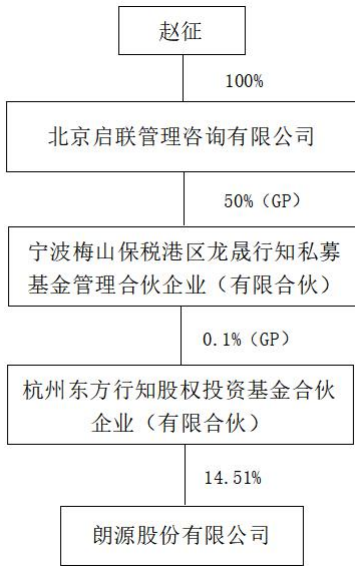 赵征
100%
北京启联管理咨询有限公司
50%（GP）
宁波梅山保税港区龙晟行知私募
基金管理合伙企业（有限合伙）
0.1%（GP）
杭州东方行知股权投资基金合伙
企业（有限合伙）
14.51%
朗源股份有限公司